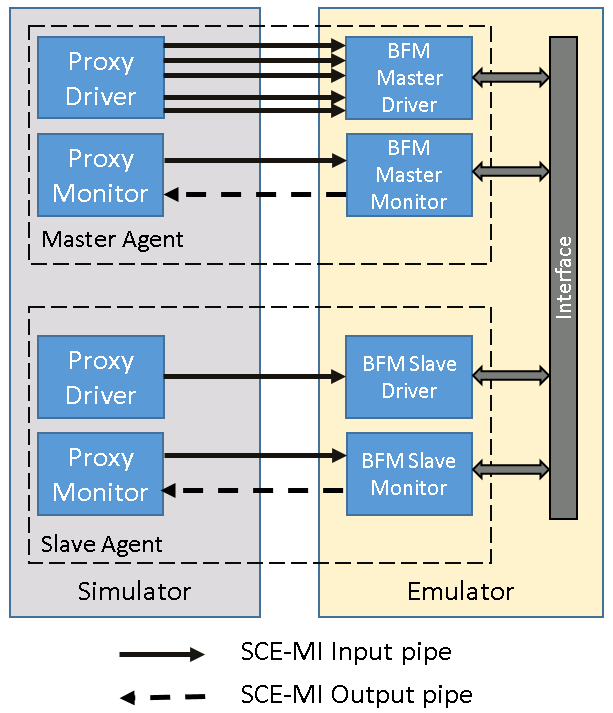 Proxy
Driver
BFM
Master
Driver
Proxy
Monitor
BFM
Master
Monitor
Master Agent
Interface
Proxy
Driver
BFM Slave
Driver
Proxy
Monitor
BFM Slave
Monitor
Slave Agent
Simulator
Emulator
SCE-MI Input pipe
SCE-MI Output pipe